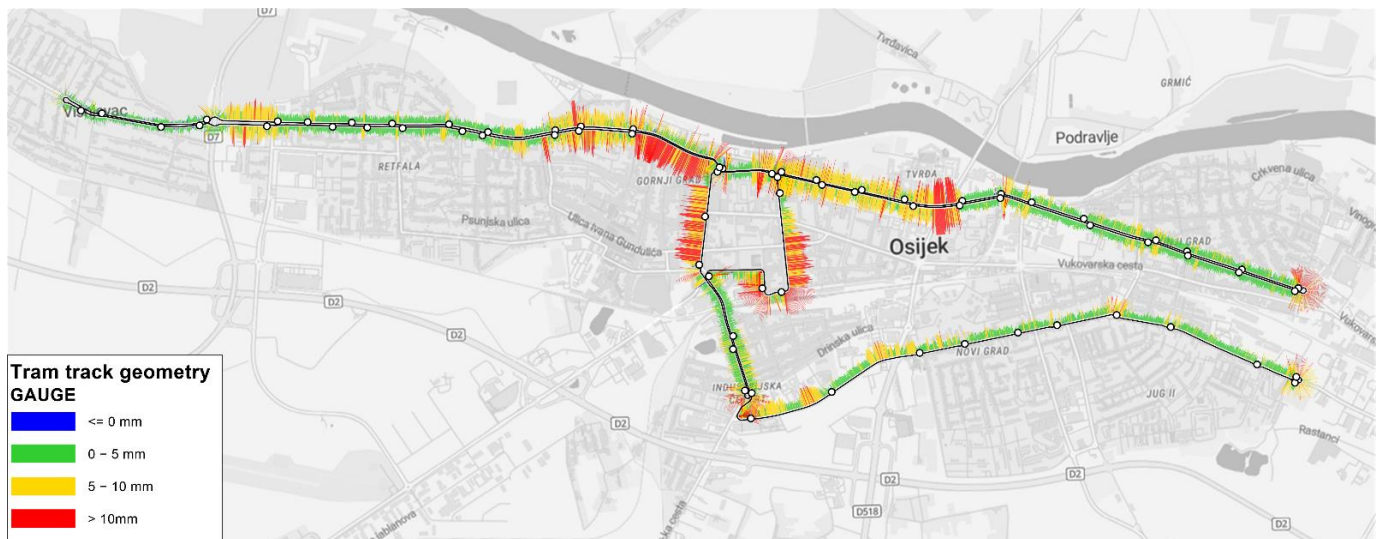 D7
Tvrđavica
GRMIĆ
Podravlje
D7
RETFALA
GORNJI GRAD
TVRĐA
Crkvena ulica
Psunjska ulica
Ulica Ivana Gundulića
Osijek
Vukovarska cesta
D2
D2
Drinska ulica
NOVI GRAD
JUG II
D2
D2
D2
Rastanci
D518
D2
Tram track geometry
GAUGE
<= 0 mm
0 – 5 mm
5 – 10 mm
> 10mm